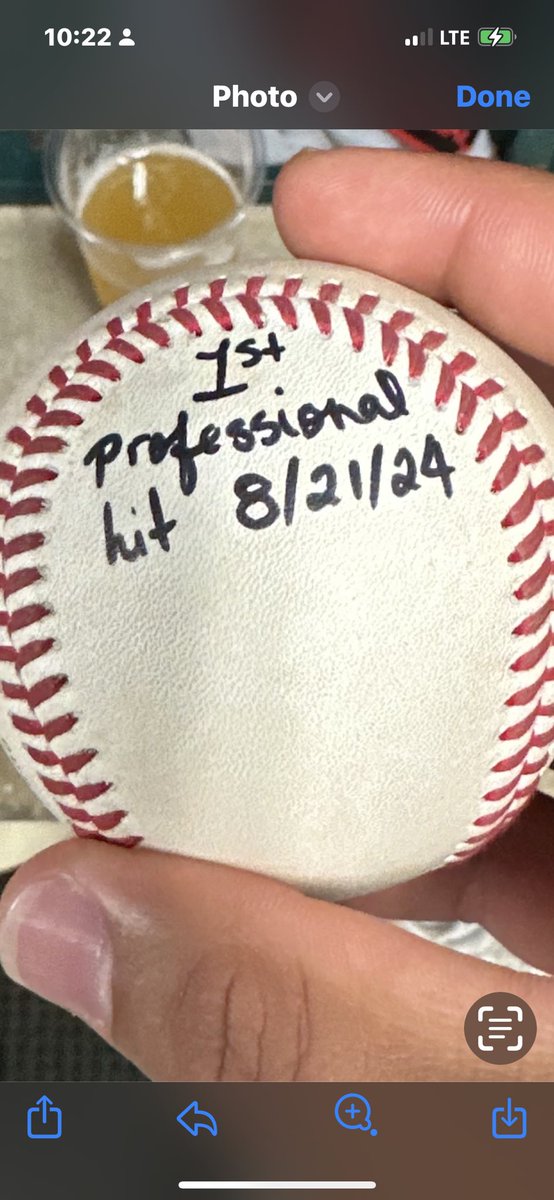 10:22
LTE
Photo
Done
1st
Professional
hit 8/21/24